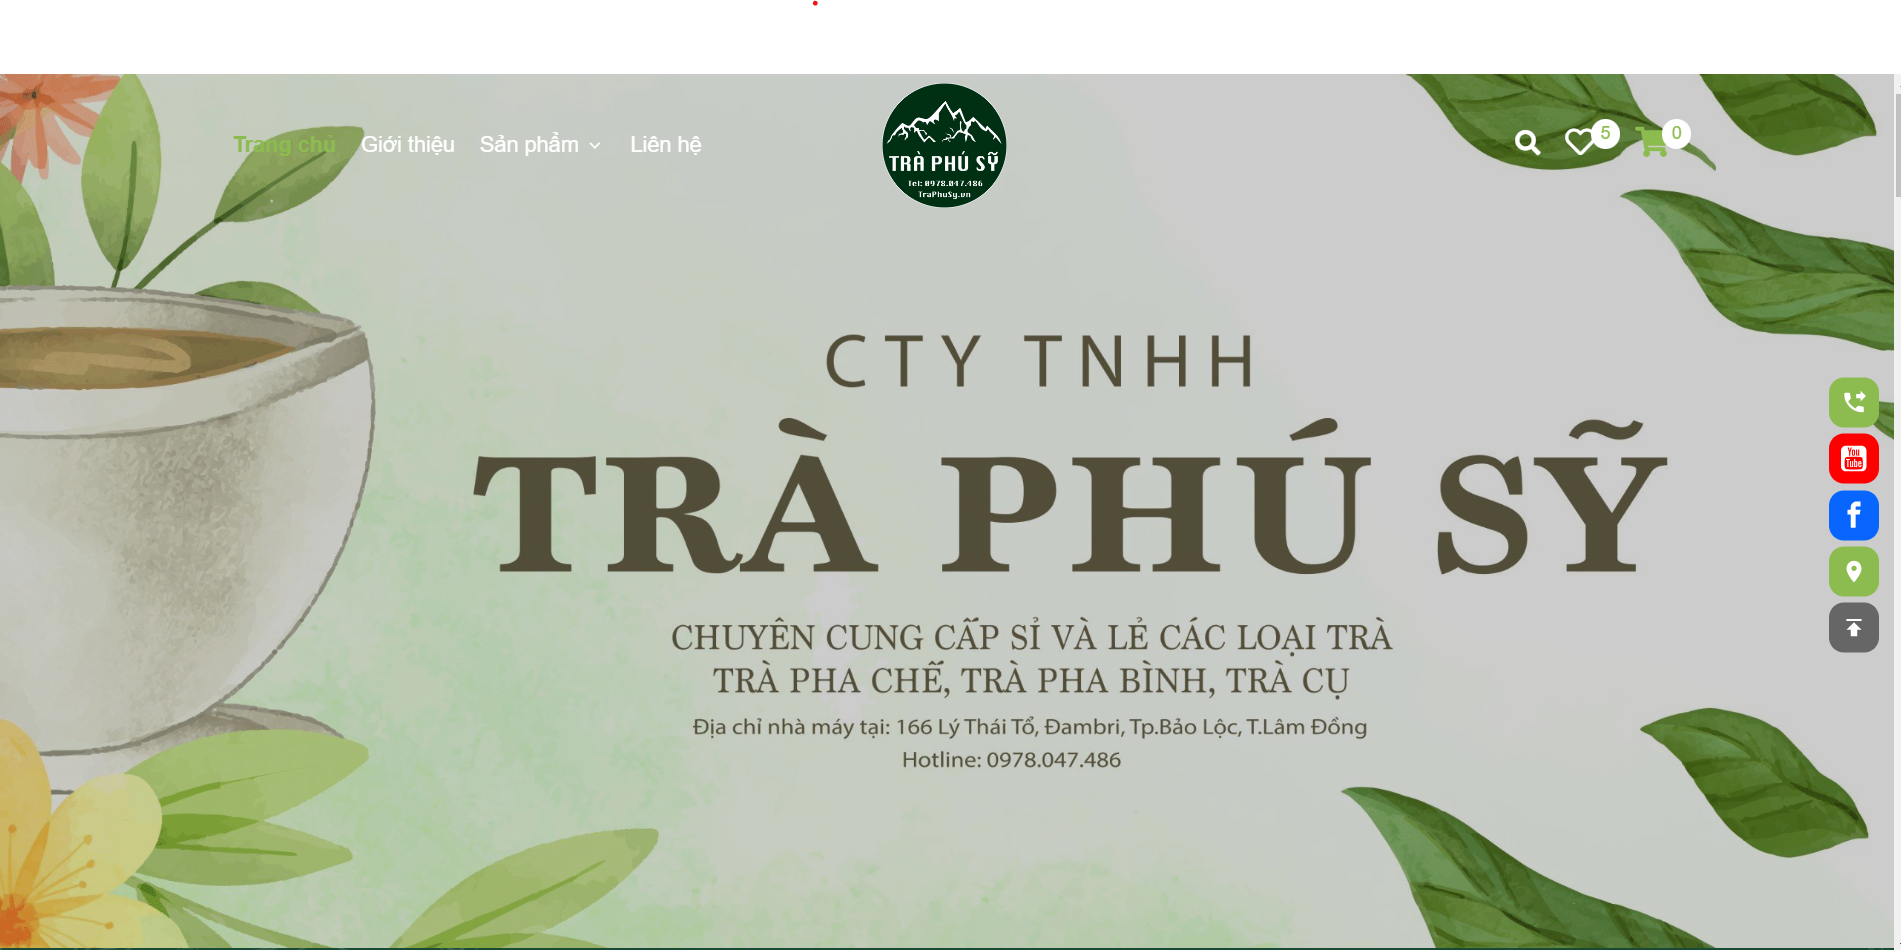 Trang chủ Giới thiệu Sản phẩm Liên hệ
TRÀ PHÚ SỸ
Tel: 0978.047.486
TraPhuSy.vn
5 0
CTY TNHH
TRÀ PHÚ SỸ
CHUYÊN CUNG CẤP SỈ VÀ LẺ CÁC LOẠI TRÀ
TRÀ PHA CHẾ, TRÀ PHA BÌNH, TRÀ CỤ
Địa chỉ nhà máy tại: 166 Lý Thái Tổ, Đambri, Tp.Bảo Lộc, T.Lâm Đồng
Hotline: 0978.047.486
You
Tube